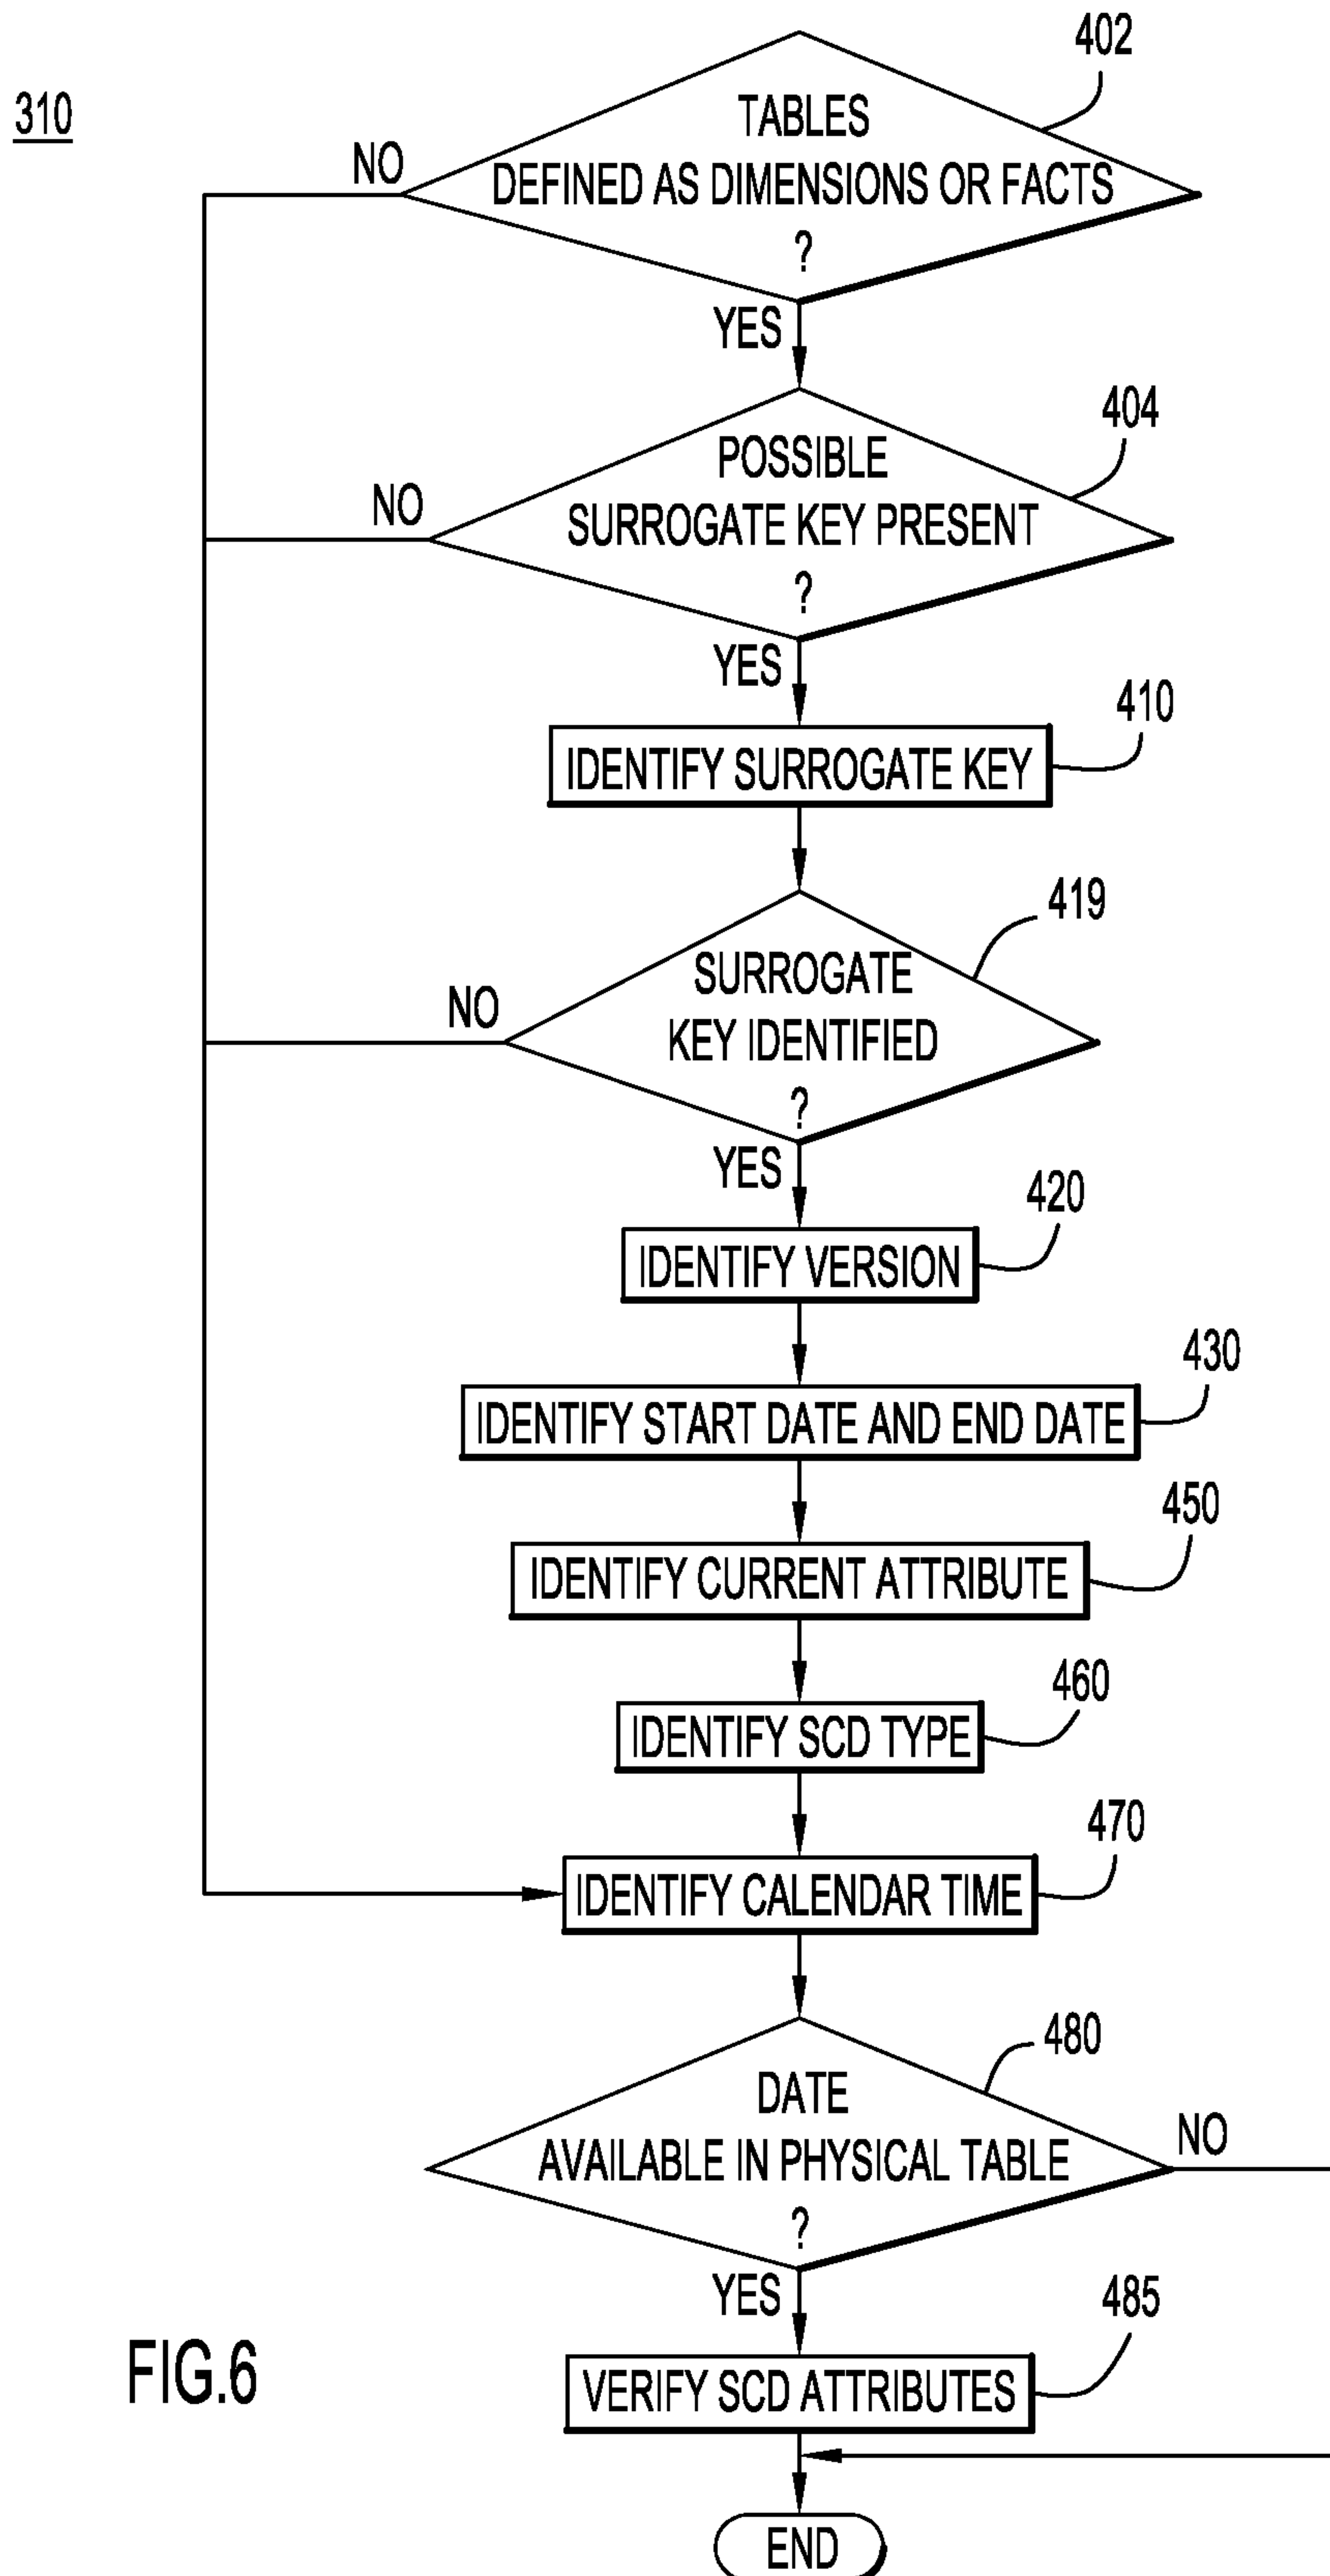 310
402
TABLES
DEFINED AS DIMENSIONS OR FACTS
?
NO
YES
404
POSSIBLE
SURROGATE KEY PRESENT
?
NO
YES
410
IDENTIFY SURROGATE KEY
419
SURROGATE
KEY IDENTIFIED
?
NO
YES
420
IDENTIFY VERSION
430
IDENTIFY START DATE AND END DATE
450
IDENTIFY CURRENT ATTRIBUTE
460
IDENTIFY SCD TYPE
470
IDENTIFY CALENDAR TIME
480
DATE
AVAILABLE IN PHYSICAL TABLE
?
NO
YES
485
VERIFY SCD ATTRIBUTES
END
FIG.6